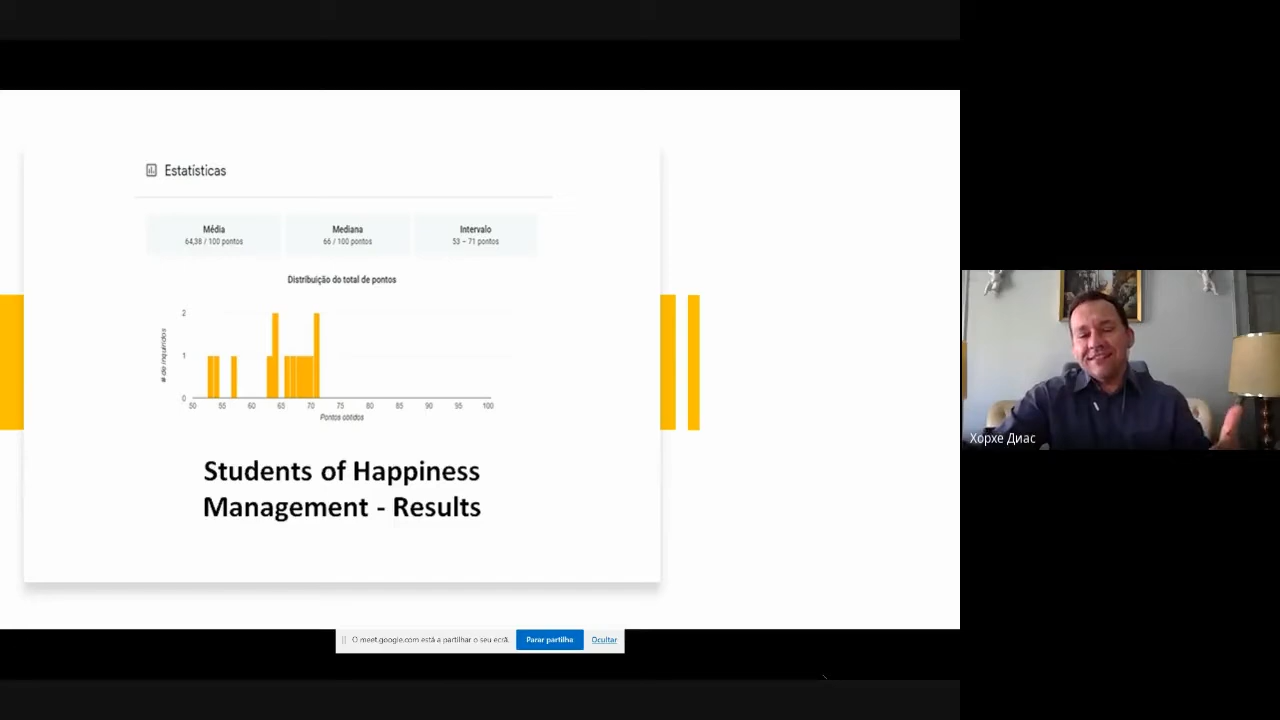 Estatísticas
Média
64,38 / 100 pontos
Mediana
66 / 100 pontos
Intervalo
53 – 71 pontos
Distribuição do total de pontos
# de inquiridos
2
1
0
50 55 60 65 70 75 80 85 90 95 100
Pontos obtidos
Students of Happiness
Management - Results
O meet.google.com está a partilhar o seu ecrã.
Parar partilha
Ocultar
Хорхе Диас